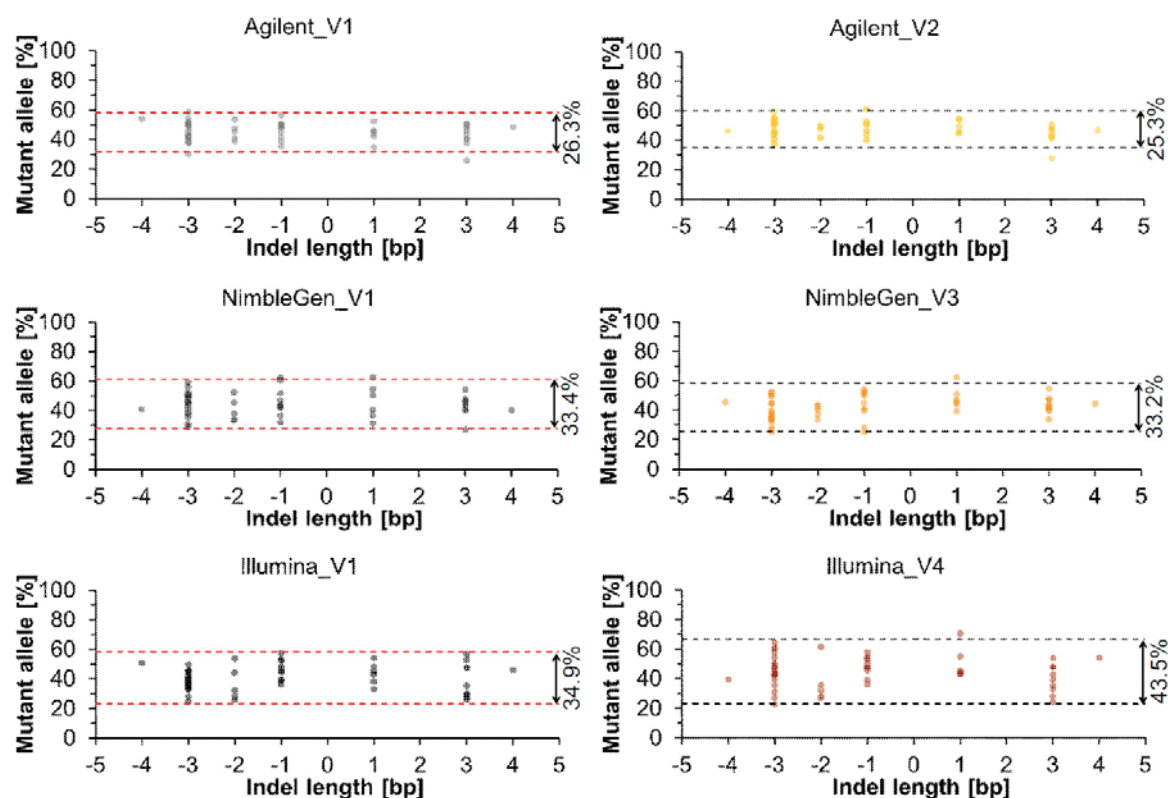 Agilent_V1
Mutant allele [%]
100
80
60
40
20
0
26.3%
-5 -4 -3 -2 -1 0 1 2 3 4 5
Indel length [bp]
Agilent_V2
Mutant allele [%]
100
80
60
40
20
0
25.3%
-5 -4 -3 -2 -1 0 1 2 3 4 5
Indel length [bp]
NimbleGen_V1
Mutant allele [%]
100
80
60
40
20
0
33.4%
-5 -4 -3 -2 -1 0 1 2 3 4 5
Indel length [bp]
NimbleGen_V3
Mutant allele [%]
100
80
60
40
20
0
33.2%
-5 -4 -3 -2 -1 0 1 2 3 4 5
Indel length [bp]
Illumina_V1
Mutant allele [%]
100
80
60
40
20
0
34.9%
-5 -4 -3 -2 -1 0 1 2 3 4 5
Indel length [bp]
Illumina_V4
Mutant allele [%]
100
80
60
40
20
0
43.5%
-5 -4 -3 -2 -1 0 1 2 3 4 5
Indel length [bp]